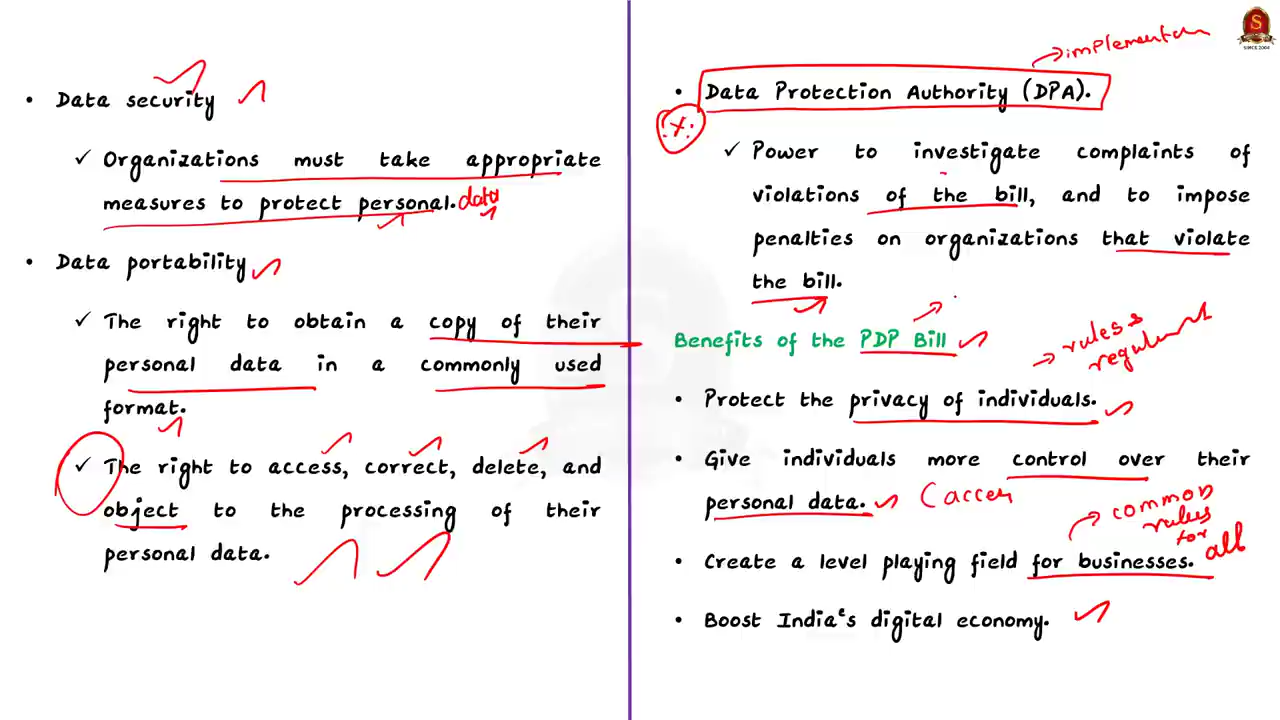 • Data security
✓ Organizations must take appropriate
measures to protect personal. data
• Data portability
✓ The right to obtain a copy of their
personal data in a commonly used
format.
✓ The right to access, correct, delete, and
object to the processing of their
personal data.
S
SINCE 2004
implementa
• Data Protection Authority (DPA).
✓ Power to investigate complaints of
violations of the bill, and to impose
penalties on organizations that violate
the bill.
Benefits of the PDP Bill
rules &
• Protect the privacy of individuals.
• Give individuals more control over their
personal data.
common
rules
for
all
• Create a level playing field for businesses.
• Boost India's digital economy.